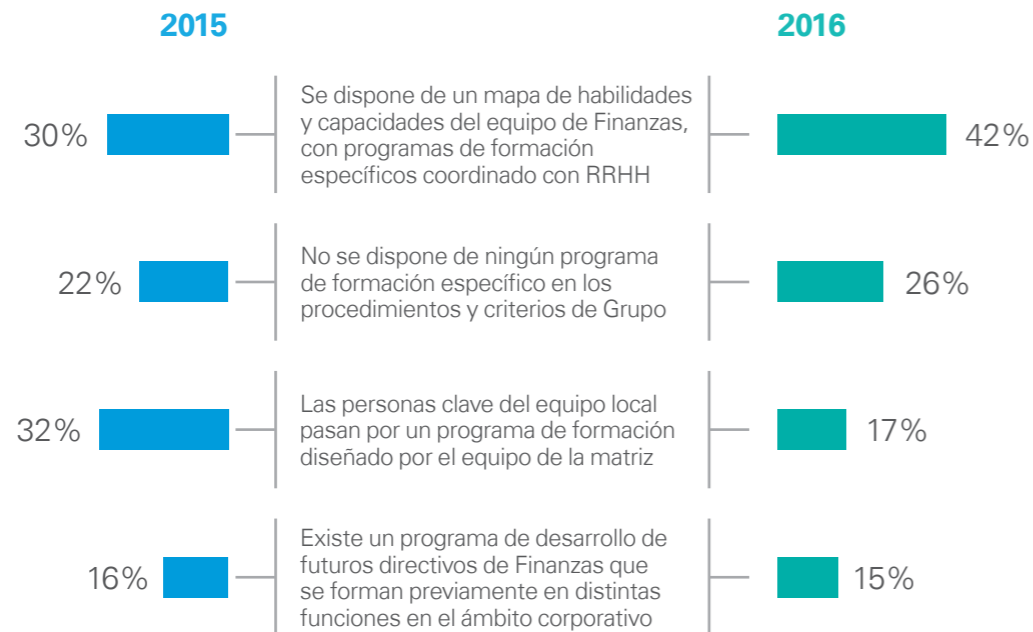 2015
2016
30%
Se dispone de un mapa de habilidades
y capacidades del equipo de Finanzas,
con programas de formación
específicos coordinado con RRHH
42%
22%
No se dispone de ningún programa
de formación específico en los
procedimientos y criterios de Grupo
26%
32%
Las personas clave del equipo local
pasan por un programa de formación
diseñado por el equipo de la matriz
17%
16%
Existe un programa de desarrollo de
futuros directivos de Finanzas que
se forman previamente en distintas
funciones en el ámbito corporativo
15%